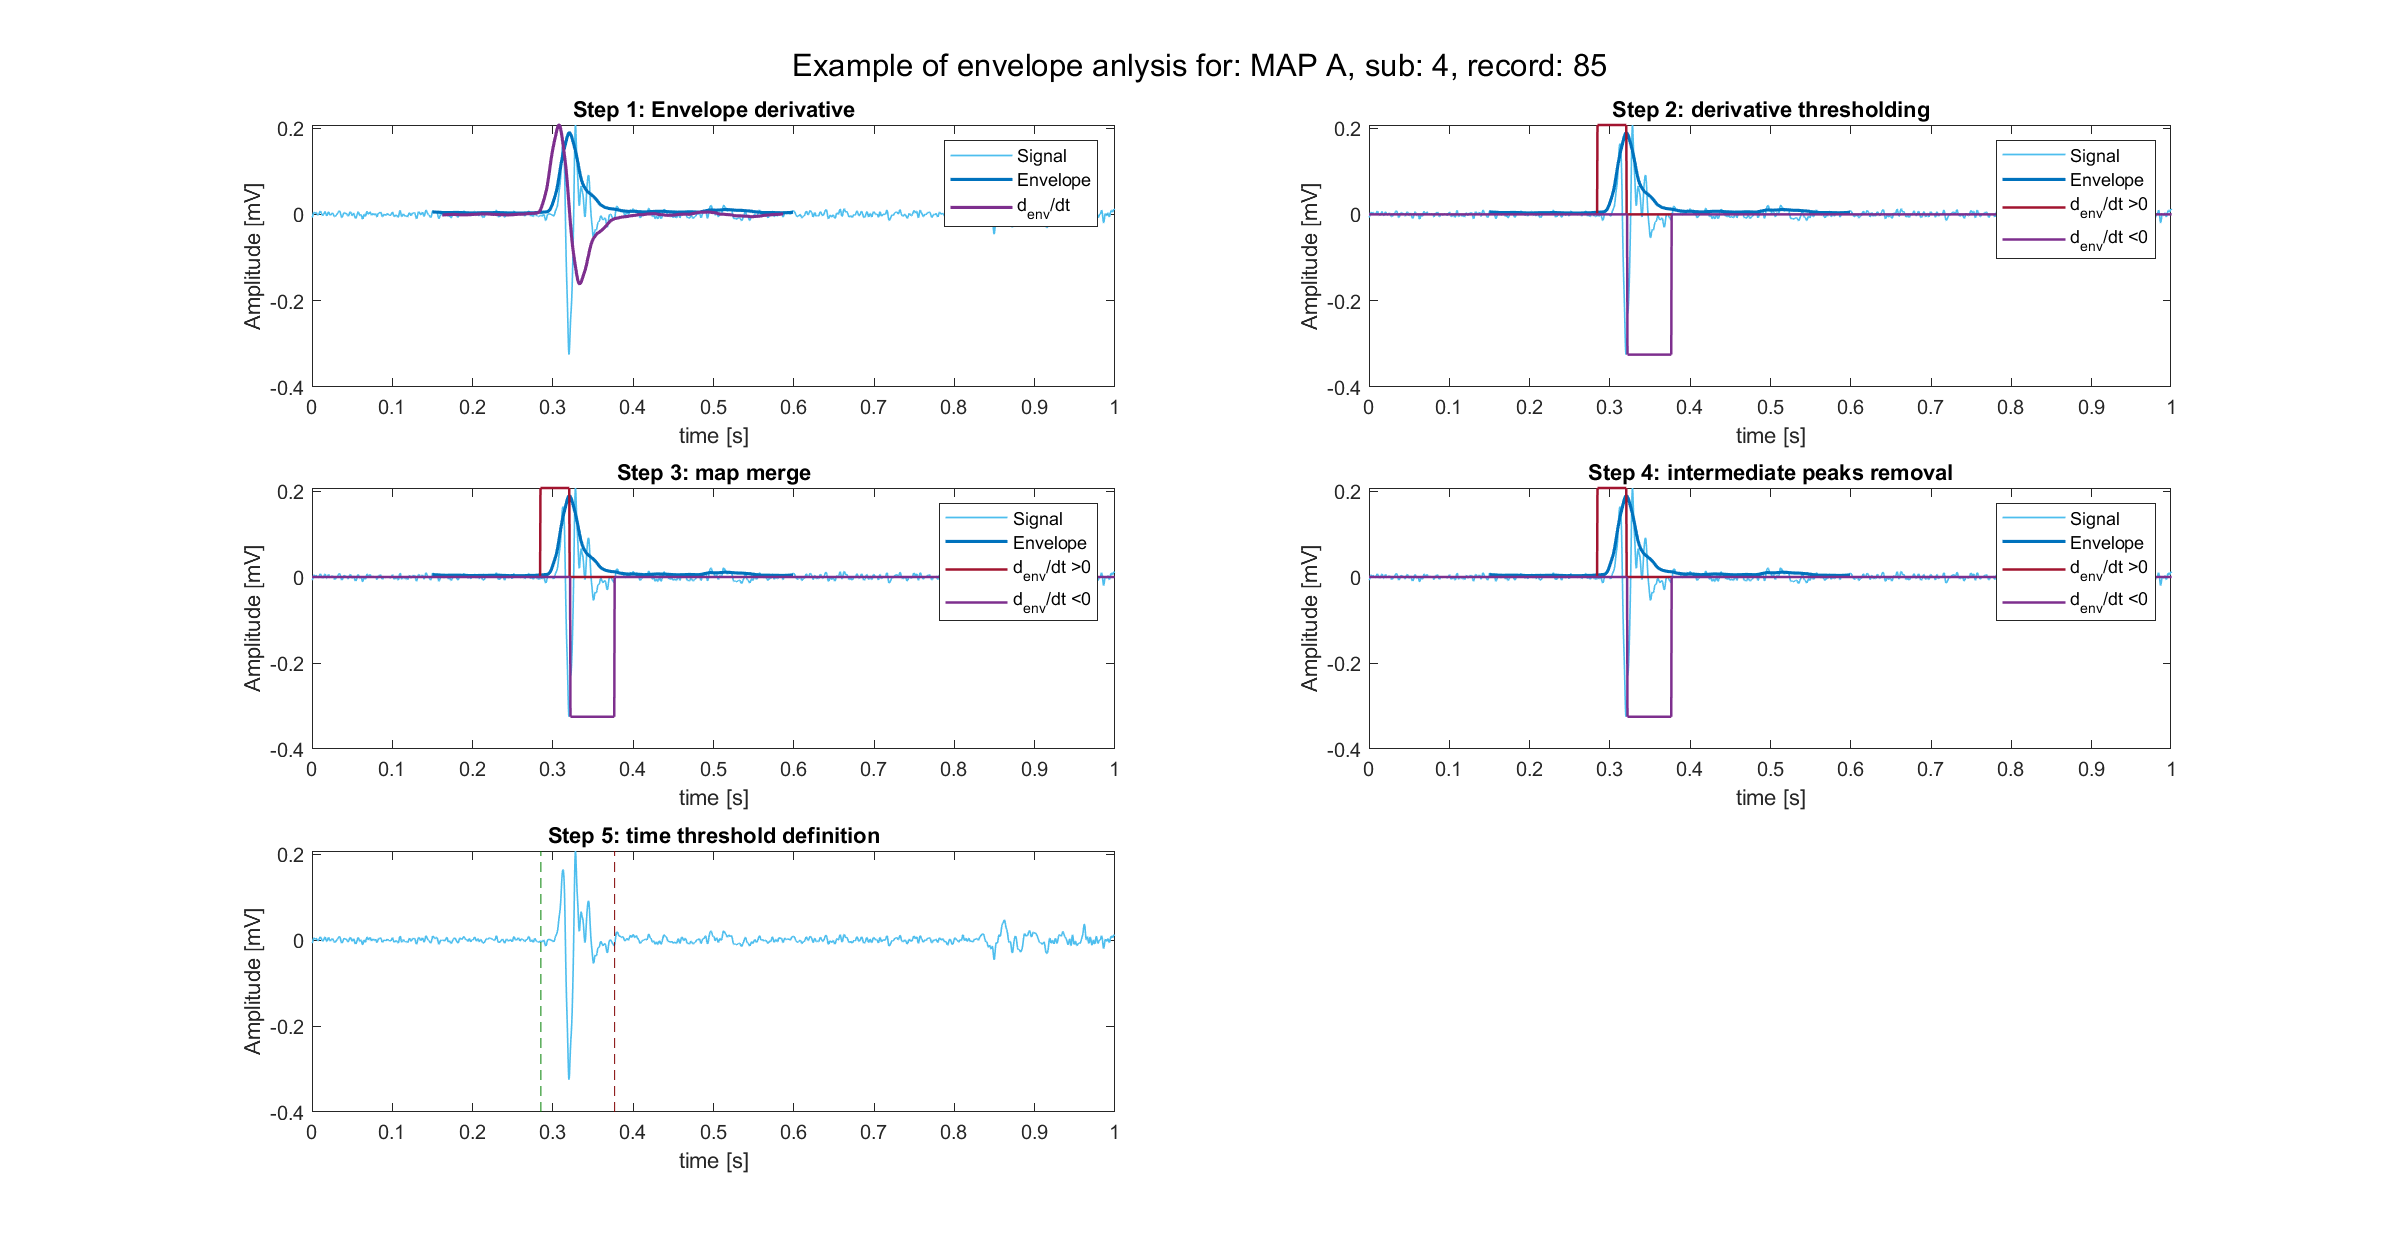 Example of envelope anlysis for: MAP A, sub: 4, record: 85
Step 1: Envelope derivative
0.2
0
-0.2
-0.4
Amplitude [mV]
Signal
Envelope
d_env/dt
0 0.1 0.2 0.3 0.4 0.5 0.6 0.7 0.8 0.9 1
time [s]
Step 2: derivative thresholding
0.2
0
-0.2
-0.4
Amplitude [mV]
Signal
Envelope
d_env/dt >0
d_env/dt <0
0 0.1 0.2 0.3 0.4 0.5 0.6 0.7 0.8 0.9 1
time [s]
Step 3: map merge
0.2
0
-0.2
-0.4
Amplitude [mV]
Signal
Envelope
d_env/dt >0
d_env/dt <0
0 0.1 0.2 0.3 0.4 0.5 0.6 0.7 0.8 0.9 1
time [s]
Step 4: intermediate peaks removal
0.2
0
-0.2
-0.4
Amplitude [mV]
Signal
Envelope
d_env/dt >0
d_env/dt <0
0 0.1 0.2 0.3 0.4 0.5 0.6 0.7 0.8 0.9 1
time [s]
Step 5: time threshold definition
0.2
0
-0.2
-0.4
Amplitude [mV]
0 0.1 0.2 0.3 0.4 0.5 0.6 0.7 0.8 0.9 1
time [s]